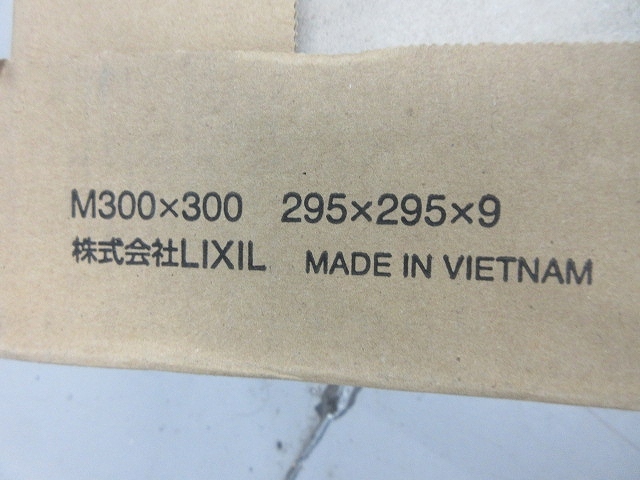 M300×300 295×295×9
株式会社LIXIL MADE IN VIETNAM